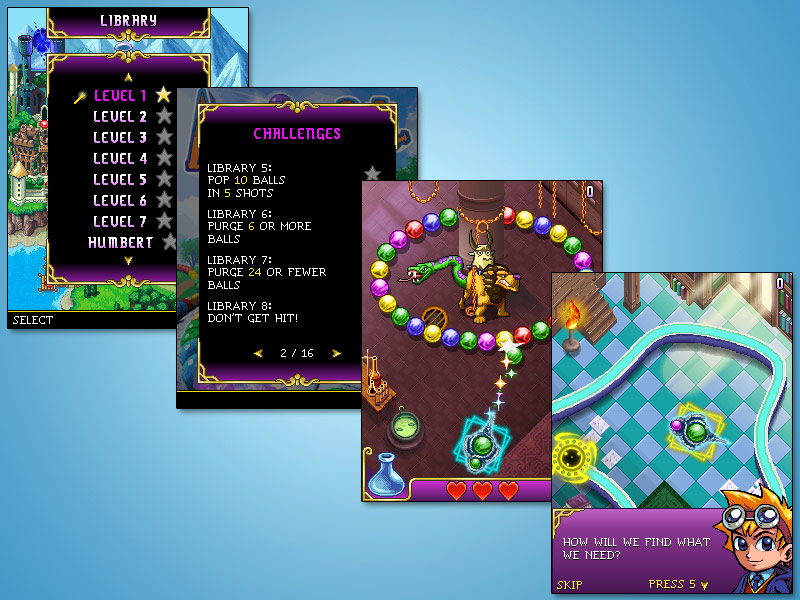 LIBRARY
LEVEL 1
LEVEL 2
LEVEL 3
LEVEL 4
LEVEL 5
LEVEL 6
LEVEL 7
HUMBERT
SELECT
CHALLENGES
LIBRARY 5:
POP 10 BALLS
IN 5 SHOTS
LIBRARY 6:
PURGE 6 OR MORE
BALLS
LIBRARY 7:
PURGE 24 OR FEWER
BALLS
LIBRARY 8:
DON'T GET HIT!
2 / 16
0
0
HOW WILL WE FIND WHAT
WE NEED?
SKIP
PRESS 5